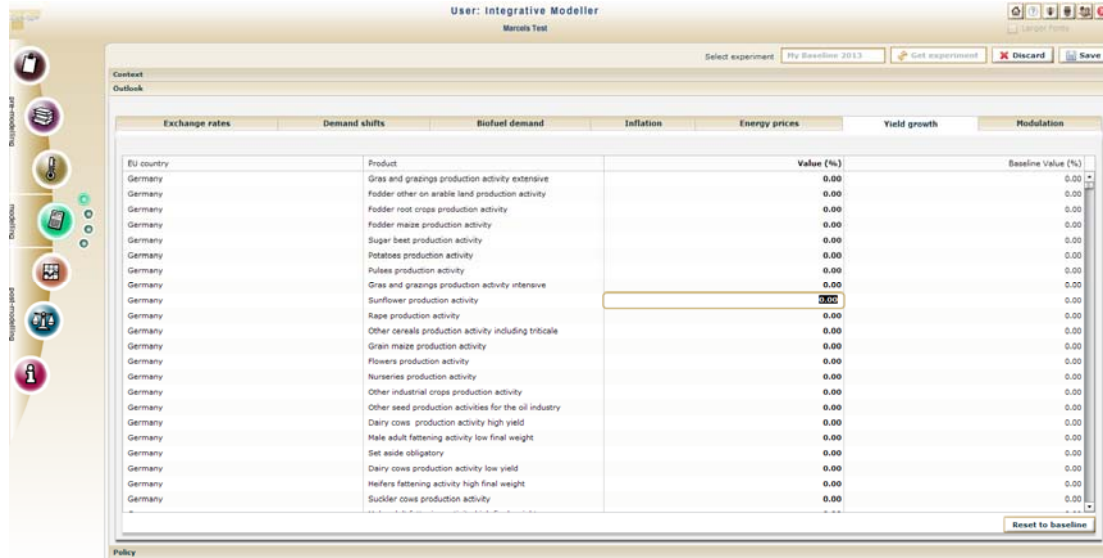 User: Integrative Modeller
Marcels Test
Larger Fonts
Select experiment My Baseline 2013 Get experiment Discard Save
Context
Outlook
pre-modelling
modelling
post-modelling
Exchange rates Demand shifts Biofuel demand Inflation Energy prices Yield growth Modulation
EU country Product Value (%) Baseline Value (%)
Germany Gras and grazings production activity extensive 0.00 0.00
Germany Fodder other on arable land production activity 0.00 0.00
Germany Fodder root crops production activity 0.00 0.00
Germany Fodder maize production activity 0.00 0.00
Germany Sugar beet production activity 0.00 0.00
Germany Potatoes production activity 0.00 0.00
Germany Pulses production activity 0.00 0.00
Germany Gras and grazings production activity intensive 0.00 0.00
Germany Sunflower production activity 0.00 0.00
Germany Rape production activity 0.00 0.00
Germany Other cereals production activity including triticale 0.00 0.00
Germany Grain maize production activity 0.00 0.00
Germany Flowers production activity 0.00 0.00
Germany Nurseries production activity 0.00 0.00
Germany Other industrial crops production activity 0.00 0.00
Germany Other seed production activities for the oil industry 0.00 0.00
Germany Dairy cows production activity high yield 0.00 0.00
Germany Male adult fattening activity low final weight 0.00 0.00
Germany Set aside obligatory 0.00 0.00
Germany Dairy cows production activity low yield 0.00 0.00
Germany Heifers fattening activity high final weight 0.00 0.00
Germany Suckler cows production activity 0.00 0.00
Reset to baseline
Policy